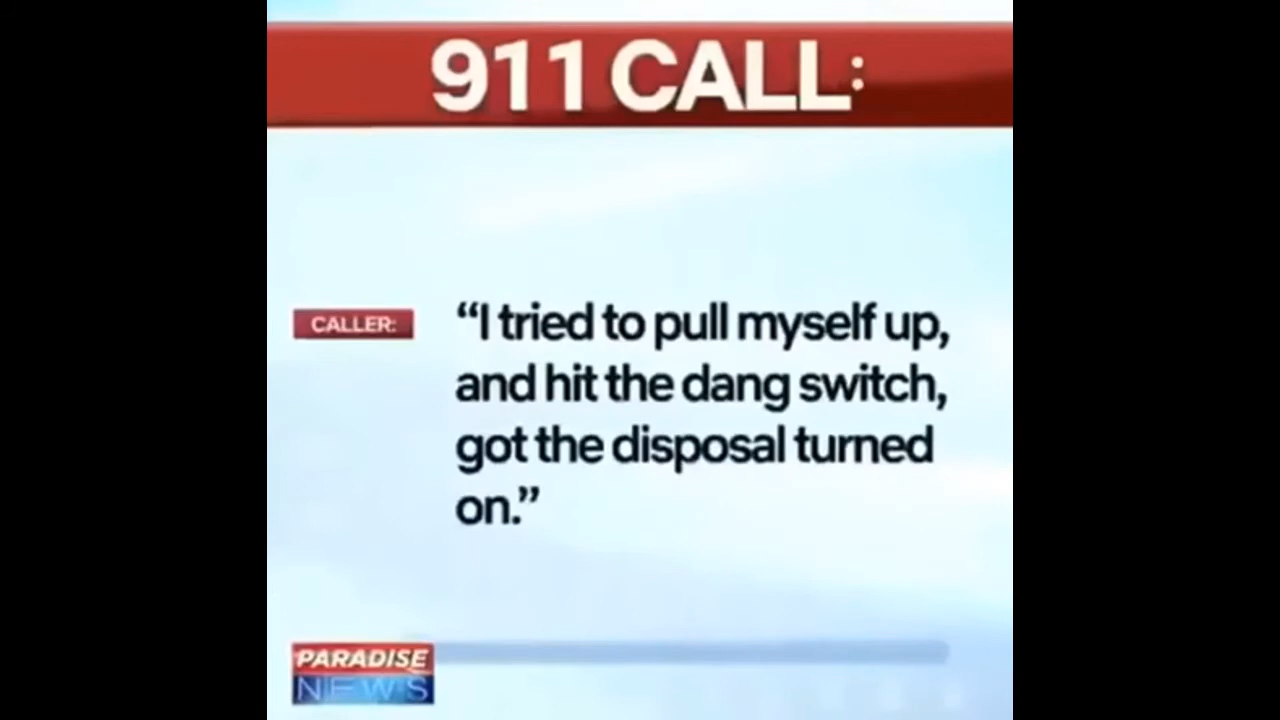 911 CALL:
CALLER:
“I tried to pull myself up,
and hit the dang switch,
got the disposal turned
on.”
PARADISE
NEWS